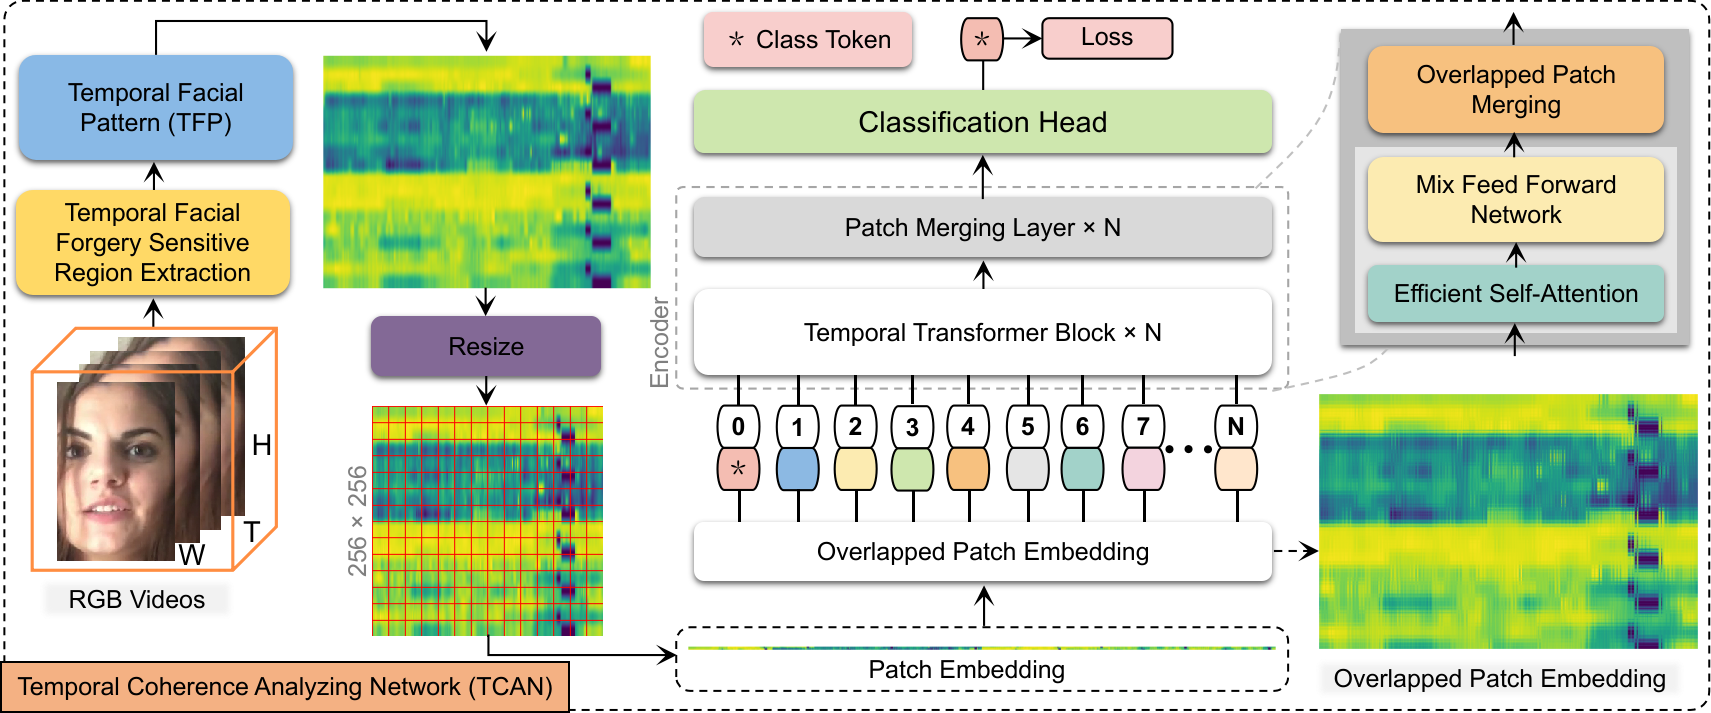 Temporal Facial
Pattern (TFP)
Temporal Facial
Forgery Sensitive
Region Extraction
H
T
W
RGB Videos
Temporal Coherence Analyzing Network (TCAN)
Resize
256 × 256
* Class Token
*
Loss
Classification Head
Encoder
Patch Merging Layer × N
Temporal Transformer Block × N
0 1 2 3 4 5 6 7 N
*
Overlapped Patch Embedding
Patch Embedding
Overlapped Patch
Merging
Mix Feed Forward
Network
Efficient Self-Attention
Overlapped Patch Embedding